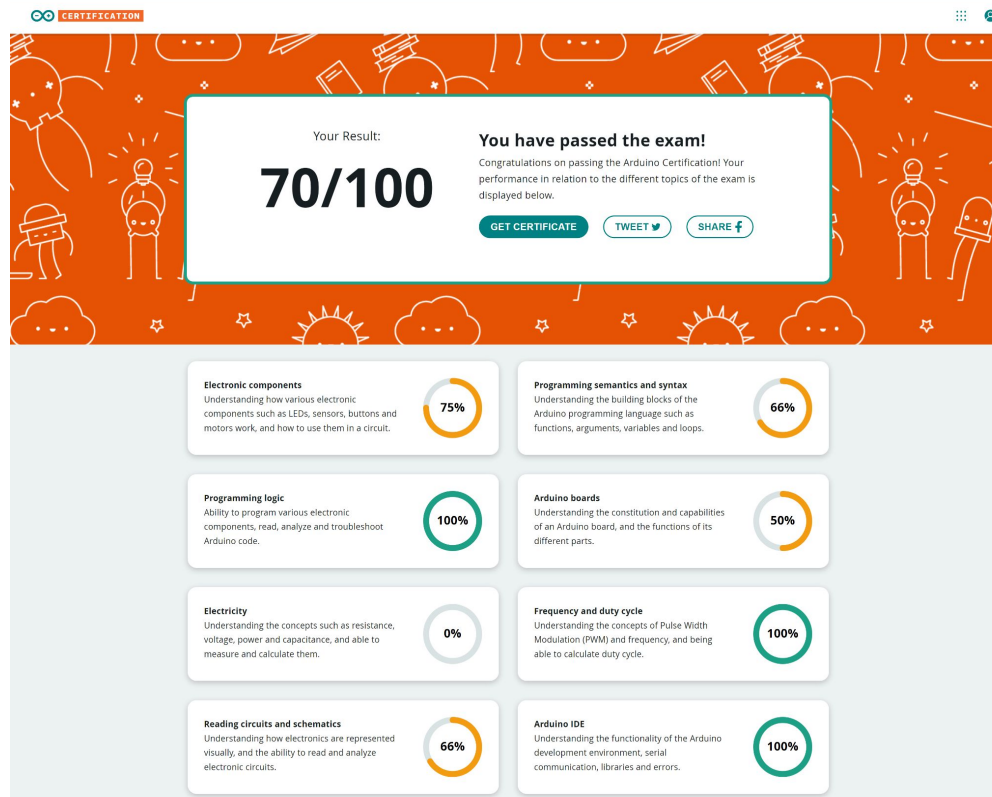 CERTIFICATION
Your Result:
70/100
You have passed the exam!
Congratulations on passing the Arduino Certification! Your
performance in relation to the different topics of the exam is
displayed below.
GET CERTIFICATE
TWEET
SHARE
Electronic components
Understanding how various electronic
components such as LEDs, sensors, buttons and
motors work, and how to use them in a circuit.
75%
Programming semantics and syntax
Understanding the building blocks of the
Arduino programming language such as
functions, arguments, variables and loops.
66%
Programming logic
Ability to program various electronic
components, read, analyze and troubleshoot
Arduino code.
100%
Arduino boards
Understanding the constitution and capabilities
of an Arduino board, and the functions of its
different parts.
50%
Electricity
Understanding the concepts such as resistance,
voltage, power and capacitance, and able to
measure and calculate them.
0%
Frequency and duty cycle
Understanding the concepts of Pulse Width
Modulation (PWM) and frequency, and being
able to calculate duty cycle.
100%
Reading circuits and schematics
Understanding how electronics are represented
visually, and the ability to read and analyze
electronic circuits.
66%
Arduino IDE
Understanding the functionality of the Arduino
development environment, serial
communication, libraries and errors.
100%